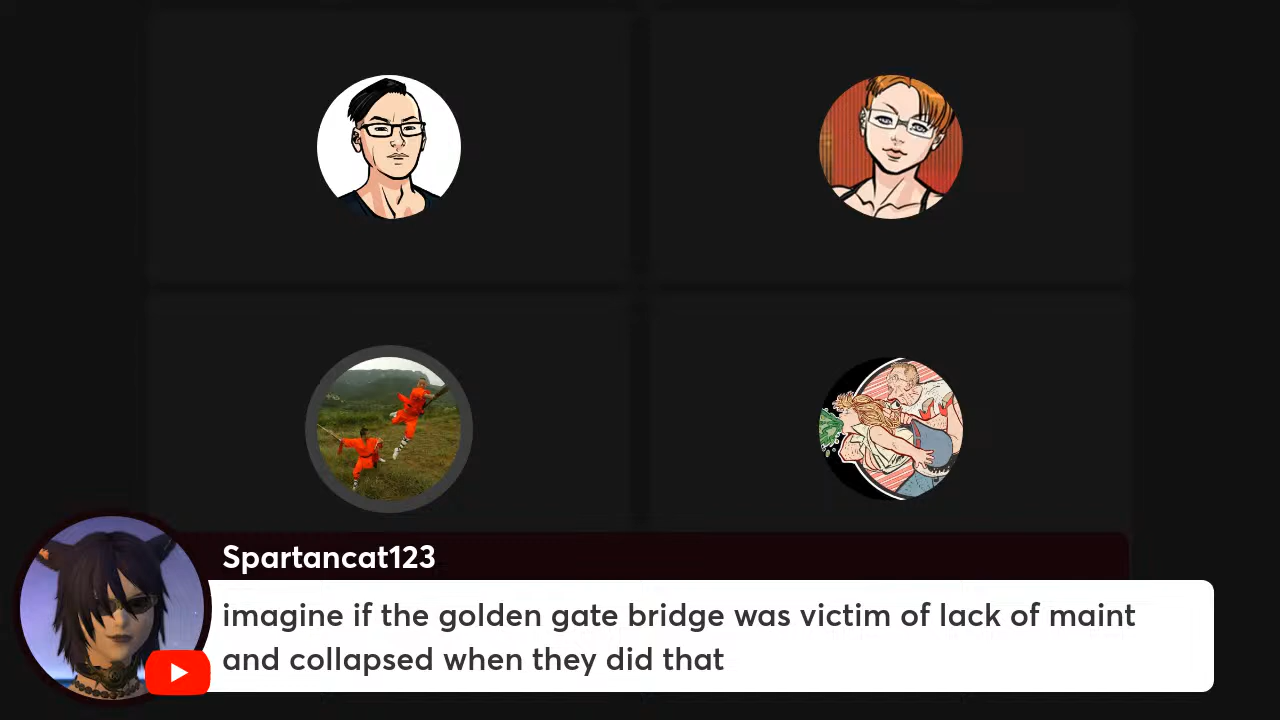 Spartancat123
imagine if the golden gate bridge was victim of lack of maint
and collapsed when they did that